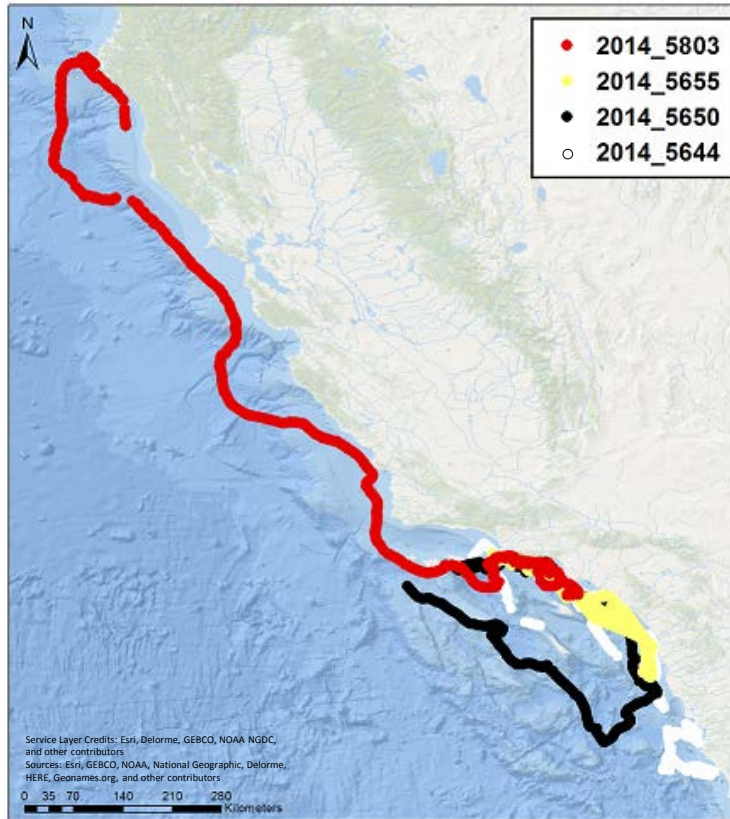 N
2014_5803
2014_5655
2014_5650
2014_5644
Service Layer Credits: Esri, Delorme, GEBCO, NOAA NGDC,
and other contributors
Sources: Esri, GEBCO, NOAA, National Geographic, Delorme,
HERE, Geonames.org, and other contributors
0 35 70 140 210 280
Kilometers